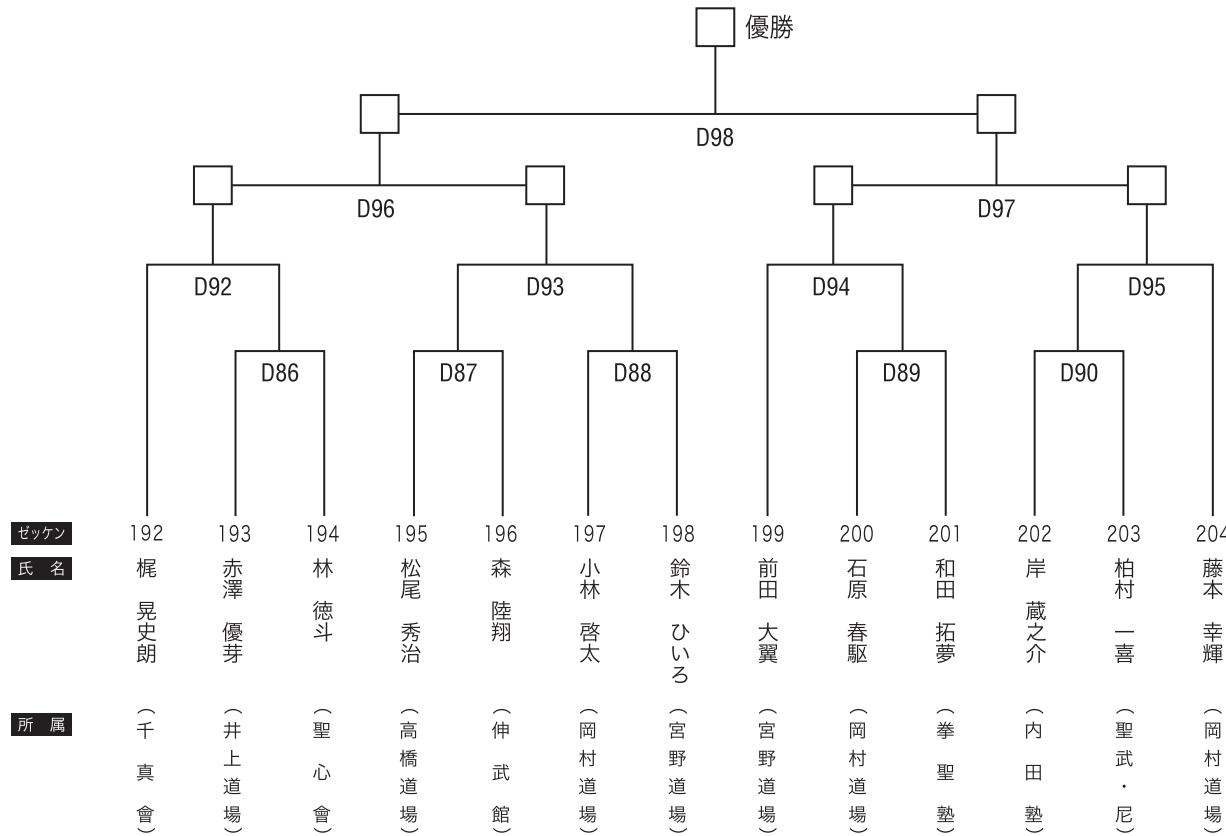 優勝
D98
D96
D97
D92
D93
D94
D95
D86
D87
D88
D89
D90
ゼッケン
192
193
194
195
196
197
198
199
200
201
202
203
204
氏 名
梶 晃史朗
赤澤 優芽
林 徳斗
松尾 秀治
森 陸翔
小林 啓太
鈴木 ひいろ
前田 大翼
石原 春駆
和田 拓夢
岸 蔵之介
柏村 一喜
藤本 幸輝
所 属
(千真會)
(井上道場)
(聖心會)
(高橋道場)
(伸武館)
(岡村道場)
(宮野道場)
(宮野道場)
(岡村道場)
(拳聖塾)
(内田塾)
(聖武・尼)
(岡村道場)